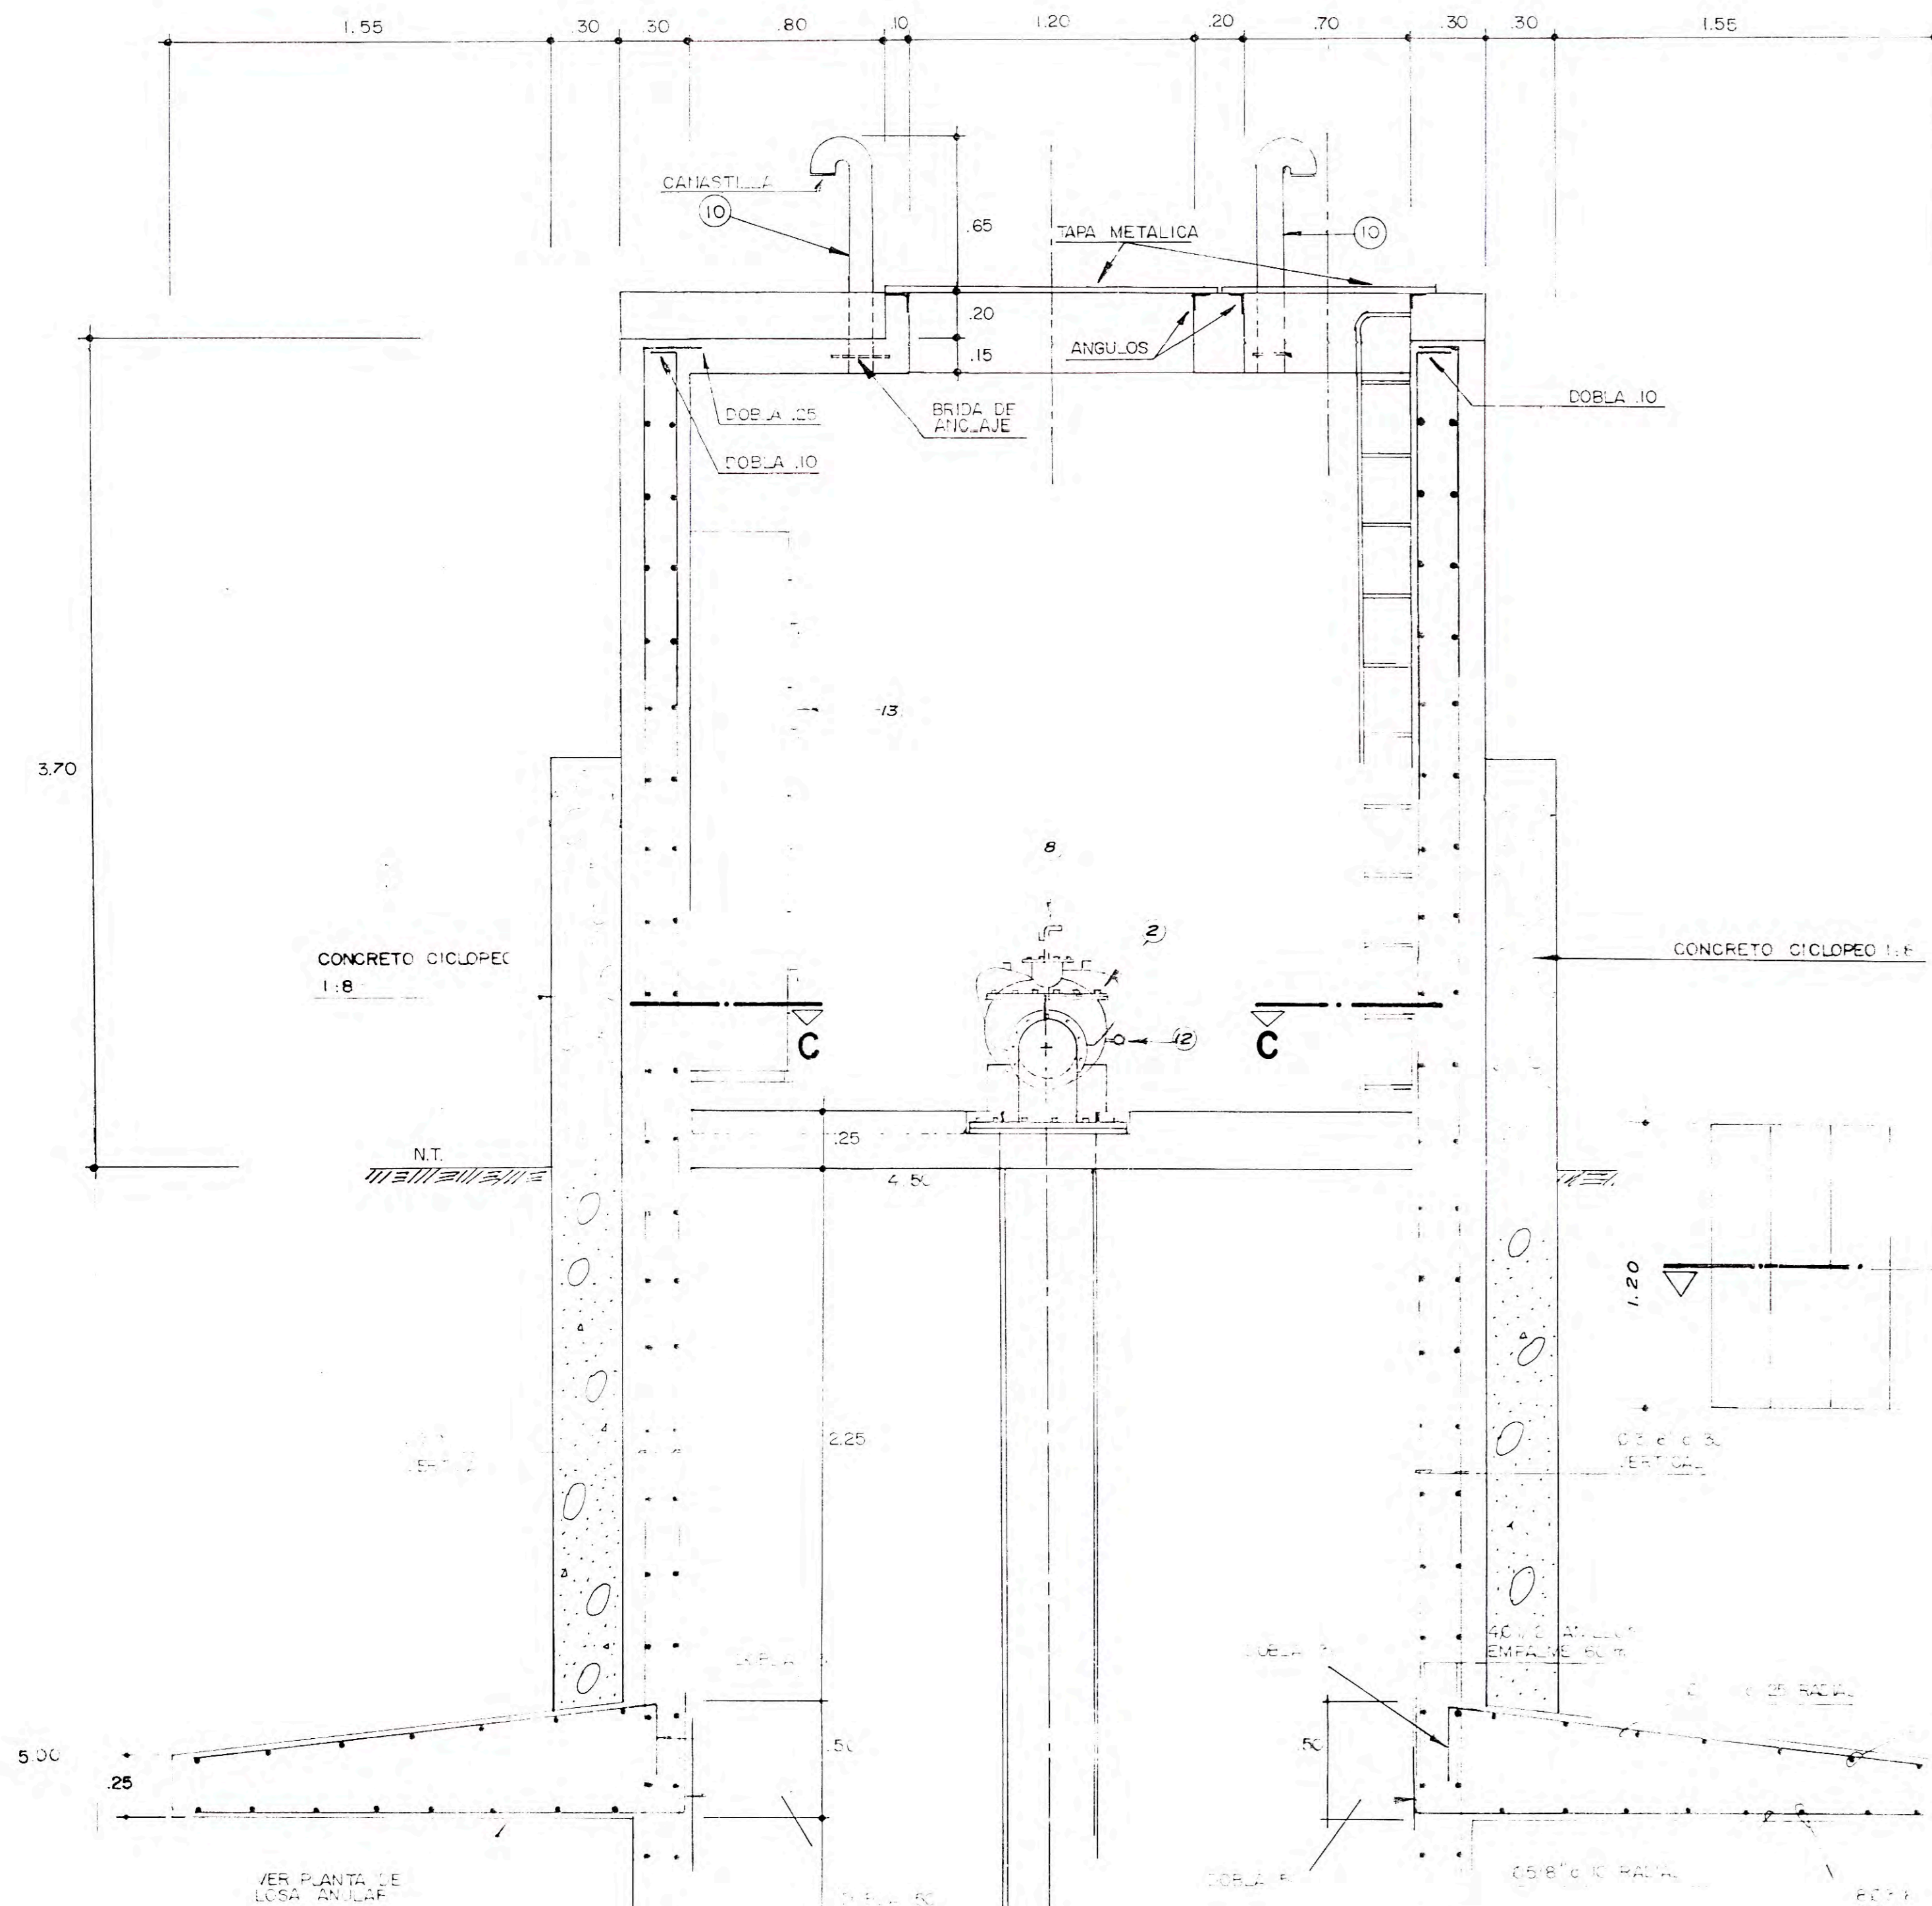 1.55
.30
.30
.80
.10
1.20
.20
.70
.30
.30
1.55
CANASTILLA
10
.65
TAPA METALICA
10
.20
.15
ANGULOS
DOBLA .25
BRIDA DE
ANCLAJE
DOBLA .10
DOBLA .10
13
3.70
8
2
CONCRETO CICLOPEO
1:8
CONCRETO CICLOPEO 1:8
C
C
12
.25
N.T.
4.50
1.20
2.25
VERTICAL
EMPALME
RADIAL
5.00
.25
.50
.50
VER PLANTA DE
LOSA ANULAR
DOBLA
RADIAL